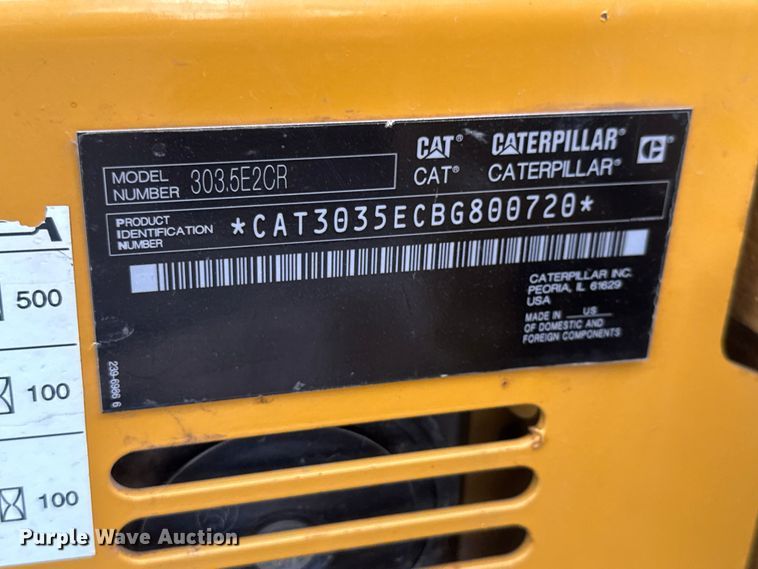 CAT® CATERPILLAR®
CAT® CATERPILLAR®
MODEL NUMBER 303.5E2CR
PRODUCT IDENTIFICATION NUMBER *CAT3035ECBG800720*
CATERPILLAR INC.
PEORIA, IL 61629
USA
MADE IN US
OF DOMESTIC AND
FOREIGN COMPONENTS
239-6966 6
500
100
100
Purple Wave Auction